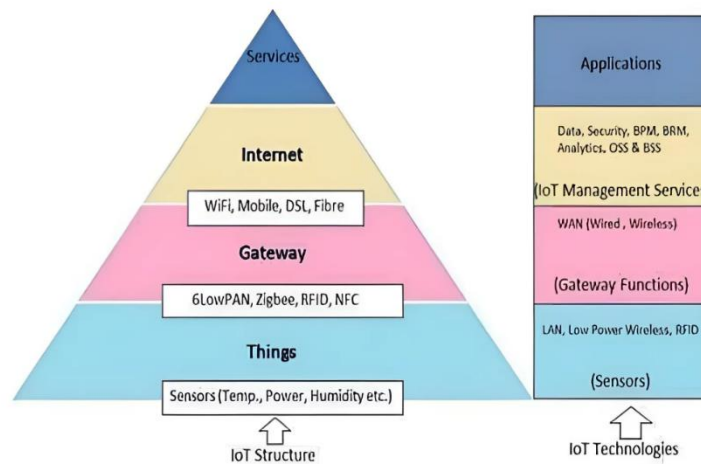 Services
Internet
WiFi, Mobile, DSL, Fibre
Gateway
6LowPAN, Zigbee, RFID, NFC
Things
Sensors (Temp., Power, Humidity etc.)
IoT Structure
Applications
Data, Security, BPM, BRM,
Analytics. OSS & BSS
(IoT Management Services
WAN (Wired , Wireless)
(Gateway Functions)
LAN, Low Power Wireless, RFID
(Sensors)
IoT Technologies